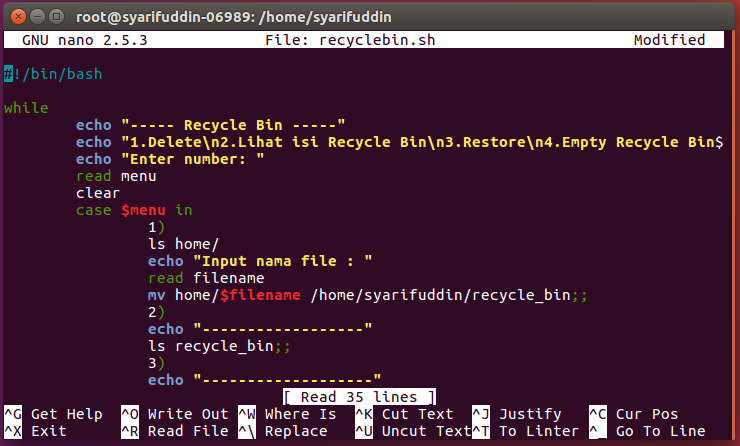 root@syarifuddin-06989: /home/syarifuddin
GNU nano 2.5.3 File: recyclebin.sh Modified
#!/bin/bash
while
echo "----- Recycle Bin -----"
echo "1.Delete\n2.Lihat isi Recycle Bin\n3.Restore\n4.Empty Recycle Bin$
echo "Enter number: "
read menu
clear
case $menu in
1)
ls home/
echo "Input nama file : "
read filename
mv home/$filename /home/syarifuddin/recycle_bin;;
2)
echo "------------------"
ls recycle_bin;;
3)
echo "-------------------"
[ Read 35 lines ]
^G Get Help ^O Write Out ^W Where Is ^K Cut Text ^J Justify ^C Cur Pos
^X Exit ^R Read File ^\ Replace ^U Uncut Text ^T To Linter ^_ Go To Line